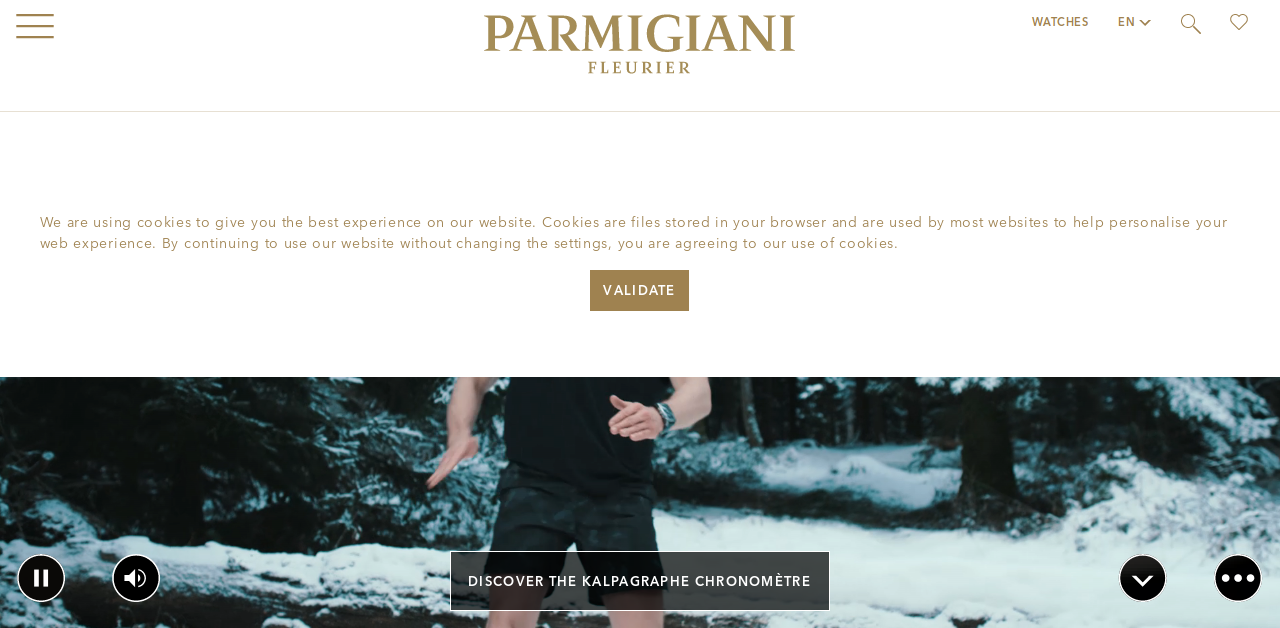 PARMIGIANI
FLEURIER
WATCHES
EN
We are using cookies to give you the best experience on our website. Cookies are files stored in your browser and are used by most websites to help personalise your
web experience. By continuing to use our website without changing the settings, you are agreeing to our use of cookies.
VALIDATE
DISCOVER THE KALPAGRAPHE CHRONOMÈTRE